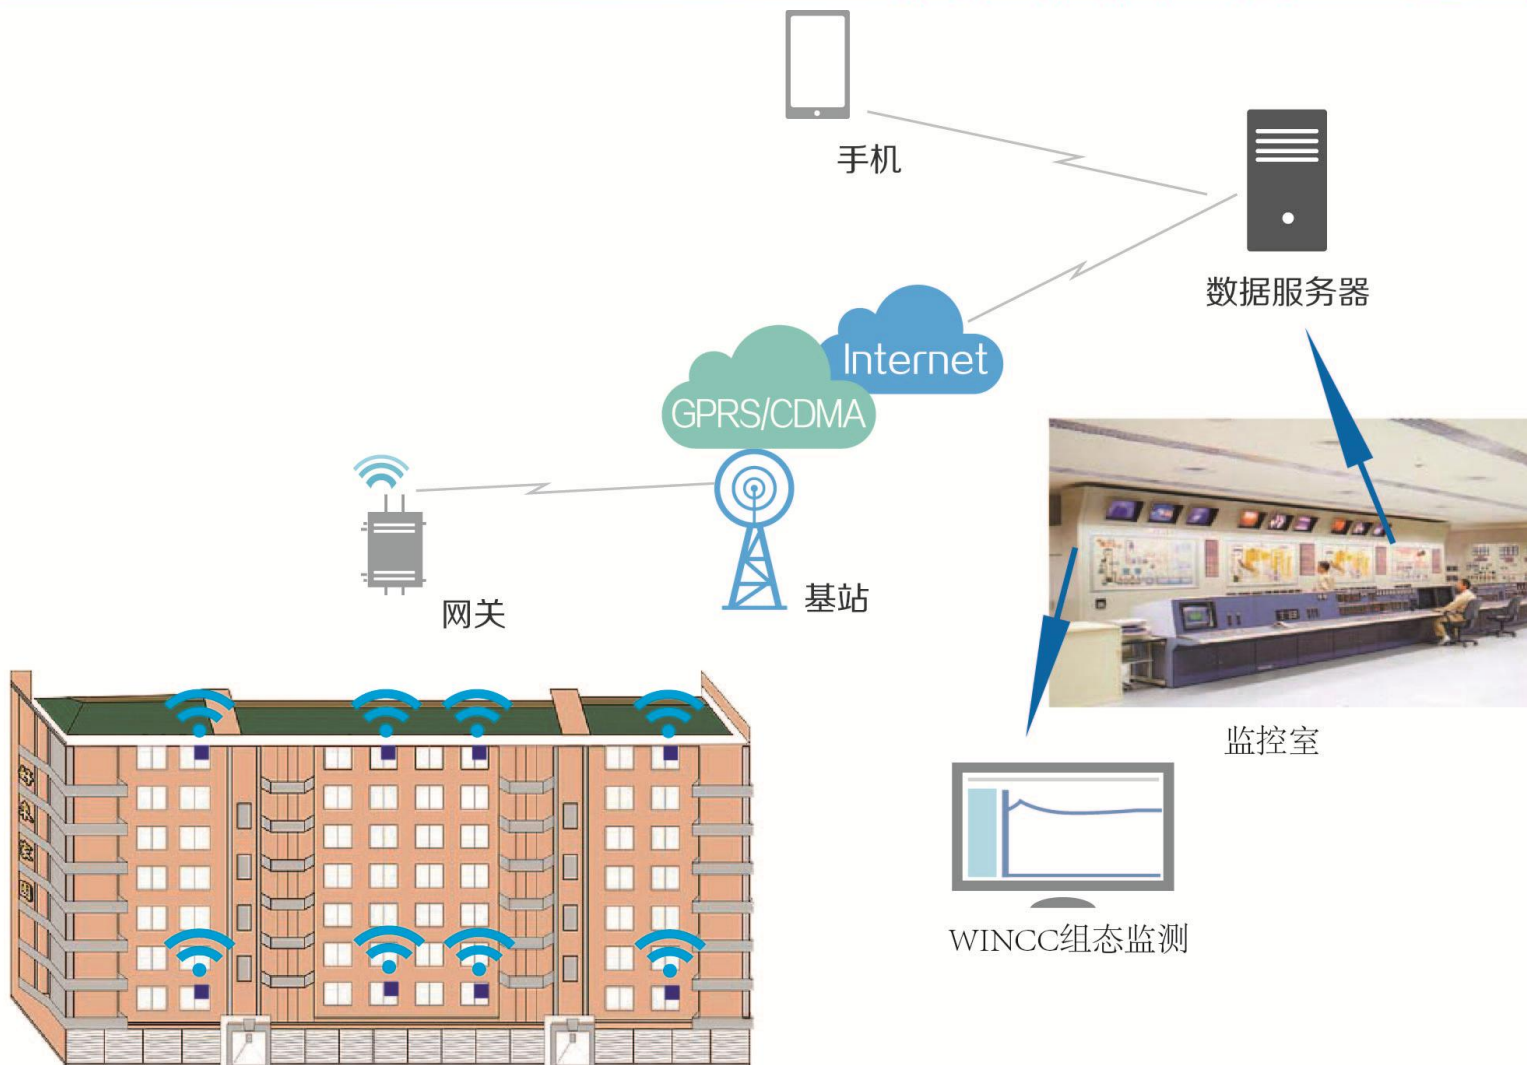 手机
数据服务器
Internet
GPRS/CDMA
网关
基站
监控室
WINCC组态监测